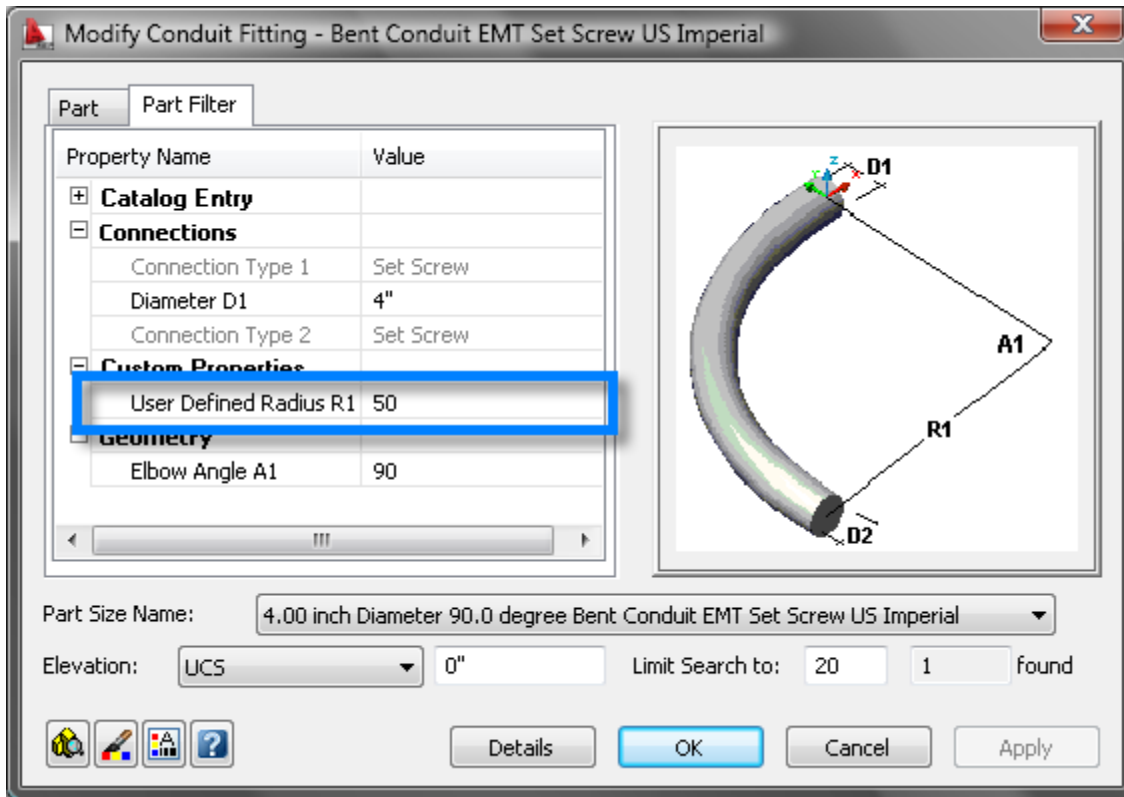 Modify Conduit Fitting - Bent Conduit EMT Set Screw US Imperial
Part Part Filter
Property Name Value
Catalog Entry
Connections
Connection Type 1 Set Screw
Diameter D1 4"
Connection Type 2 Set Screw
Custom Properties
User Defined Radius R1 50
Geometry
Elbow Angle A1 90
z
Y x D1
A1
R1
D2
Part Size Name: 4.00 inch Diameter 90.0 degree Bent Conduit EMT Set Screw US Imperial
Elevation: UCS 0" Limit Search to: 20 1 found
Details OK Cancel Apply